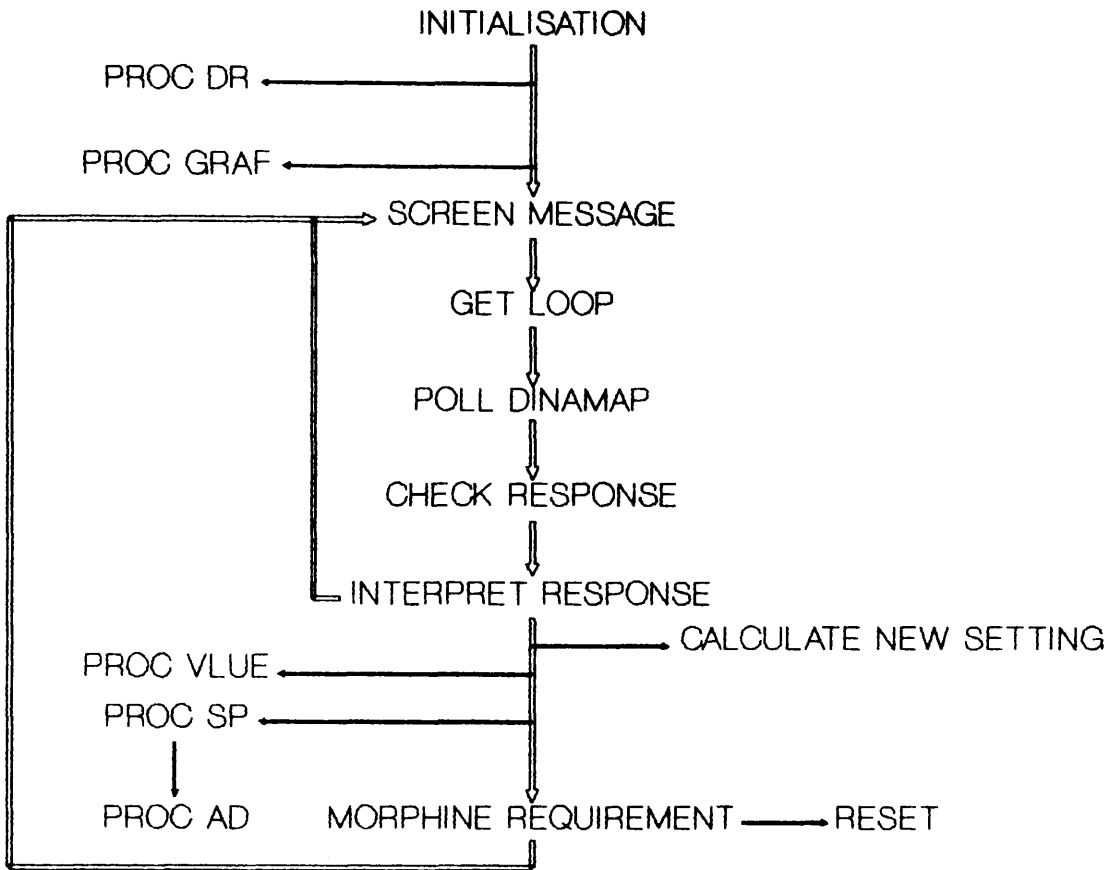 INITIALISATION
PROC DR
PROC GRAF
SCREEN MESSAGE
GET LOOP
POLL DINAMAP
CHECK RESPONSE
INTERPRET RESPONSE
CALCULATE NEW SETTING
PROC VLUE
PROC SP
PROC AD
MORPHINE REQUIREMENT
RESET